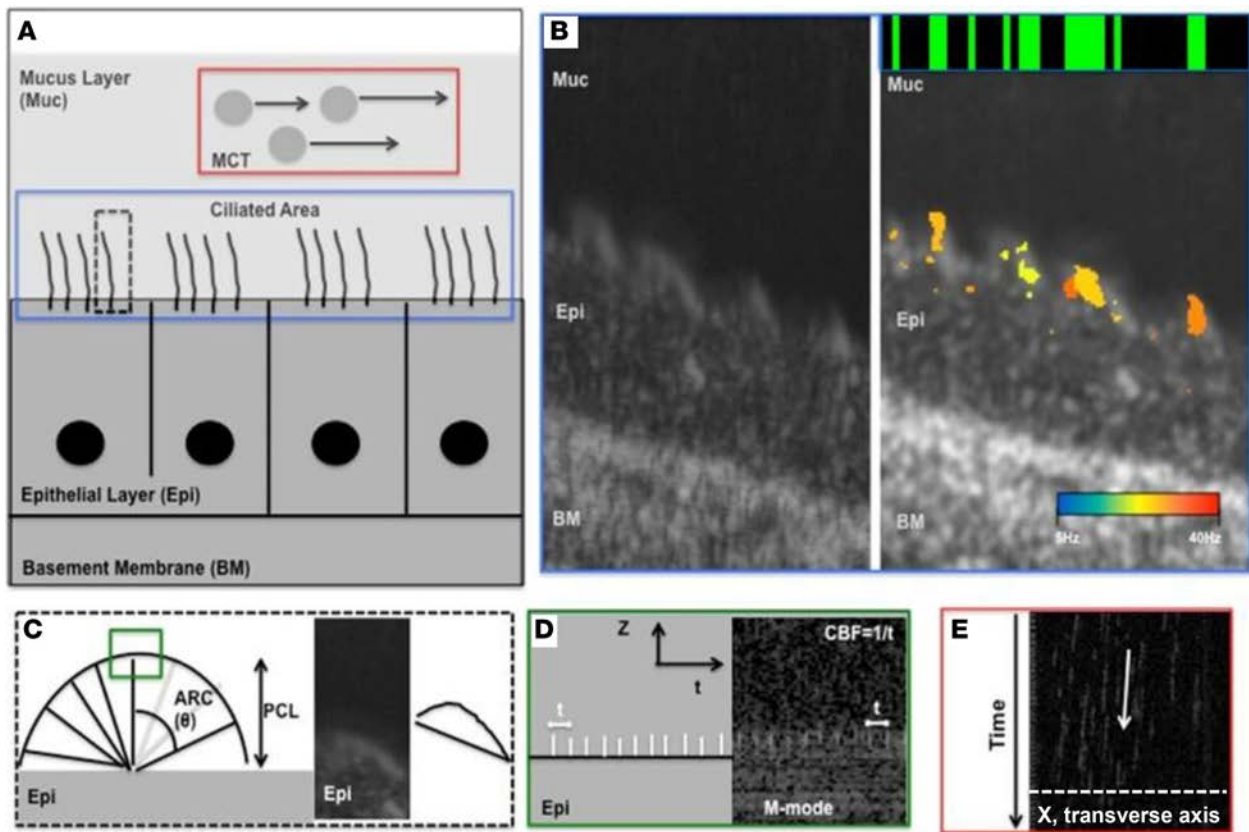 A
Mucus Layer
(Muc)
MCT
Ciliated Area
Epithelial Layer (Epi)
Basement Membrane (BM)
B
Muc
Epi
BM
Muc
Epi
BM
5Hz
40Hz
C
ARC
(θ)
PCL
Epi
Epi
D
Z
t
t
Epi
CBF=1/t
t
M-mode
E
Time
X, transverse axis